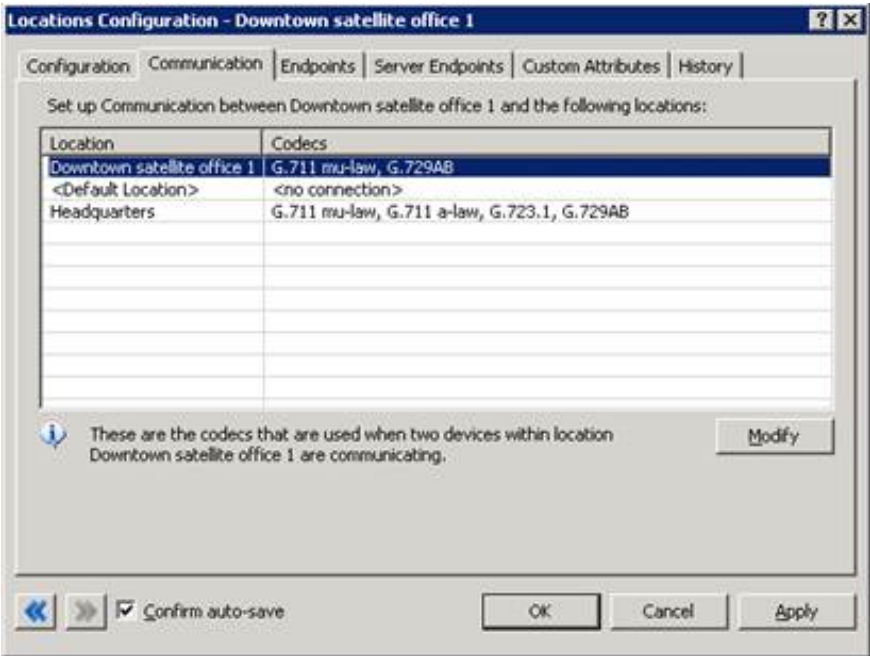 Locations Configuration - Downtown satellite office 1
Configuration Communication Endpoints Server Endpoints Custom Attributes History
Set up Communication between Downtown satellite office 1 and the following locations:
Location Codecs
Downtown satellite office 1 G.711 mu-law, G.729AB
<Default Location> <no connection>
Headquarters G.711 mu-law, G.711 a-law, G.723.1, G.729AB
These are the codecs that are used when two devices within location
Downtown satellite office 1 are communicating.
Modify
Confirm auto-save OK Cancel Apply